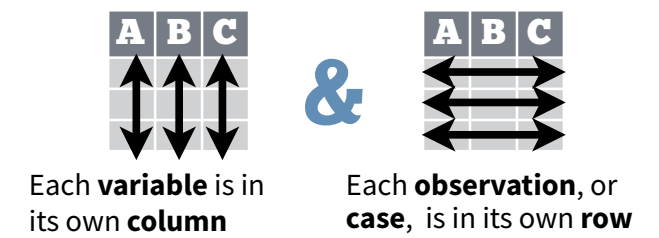 A B C
A B C
&
Each variable is in
its own column
Each observation, or
case, is in its own row